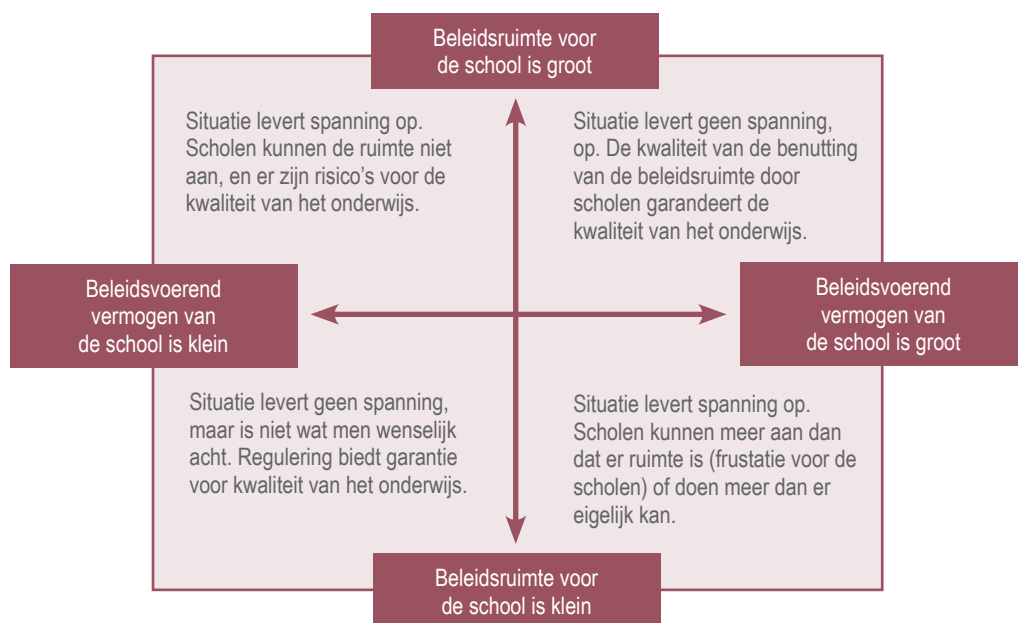 Beleidsruimte voor
de school is groot
Situatie levert spanning op.
Scholen kunnen de ruimte niet
aan, en er zijn risico's voor de
kwaliteit van het onderwijs.
Situatie levert geen spanning,
op. De kwaliteit van de benutting
van de beleidsruimte door
scholen garandeert de
kwaliteit van het onderwijs.
Beleidsvoerend
vermogen van
de school is klein
Beleidsvoerend
vermogen van
de school is groot
Situatie levert geen spanning,
maar is niet wat men wenselijk
acht. Regulering biedt garantie
voor kwaliteit van het onderwijs.
Situatie levert spanning op.
Scholen kunnen meer aan dan
dat er ruimte is (frustatie voor de
scholen) of doen meer dan er
eigelijk kan.
Beleidsruimte voor
de school is klein